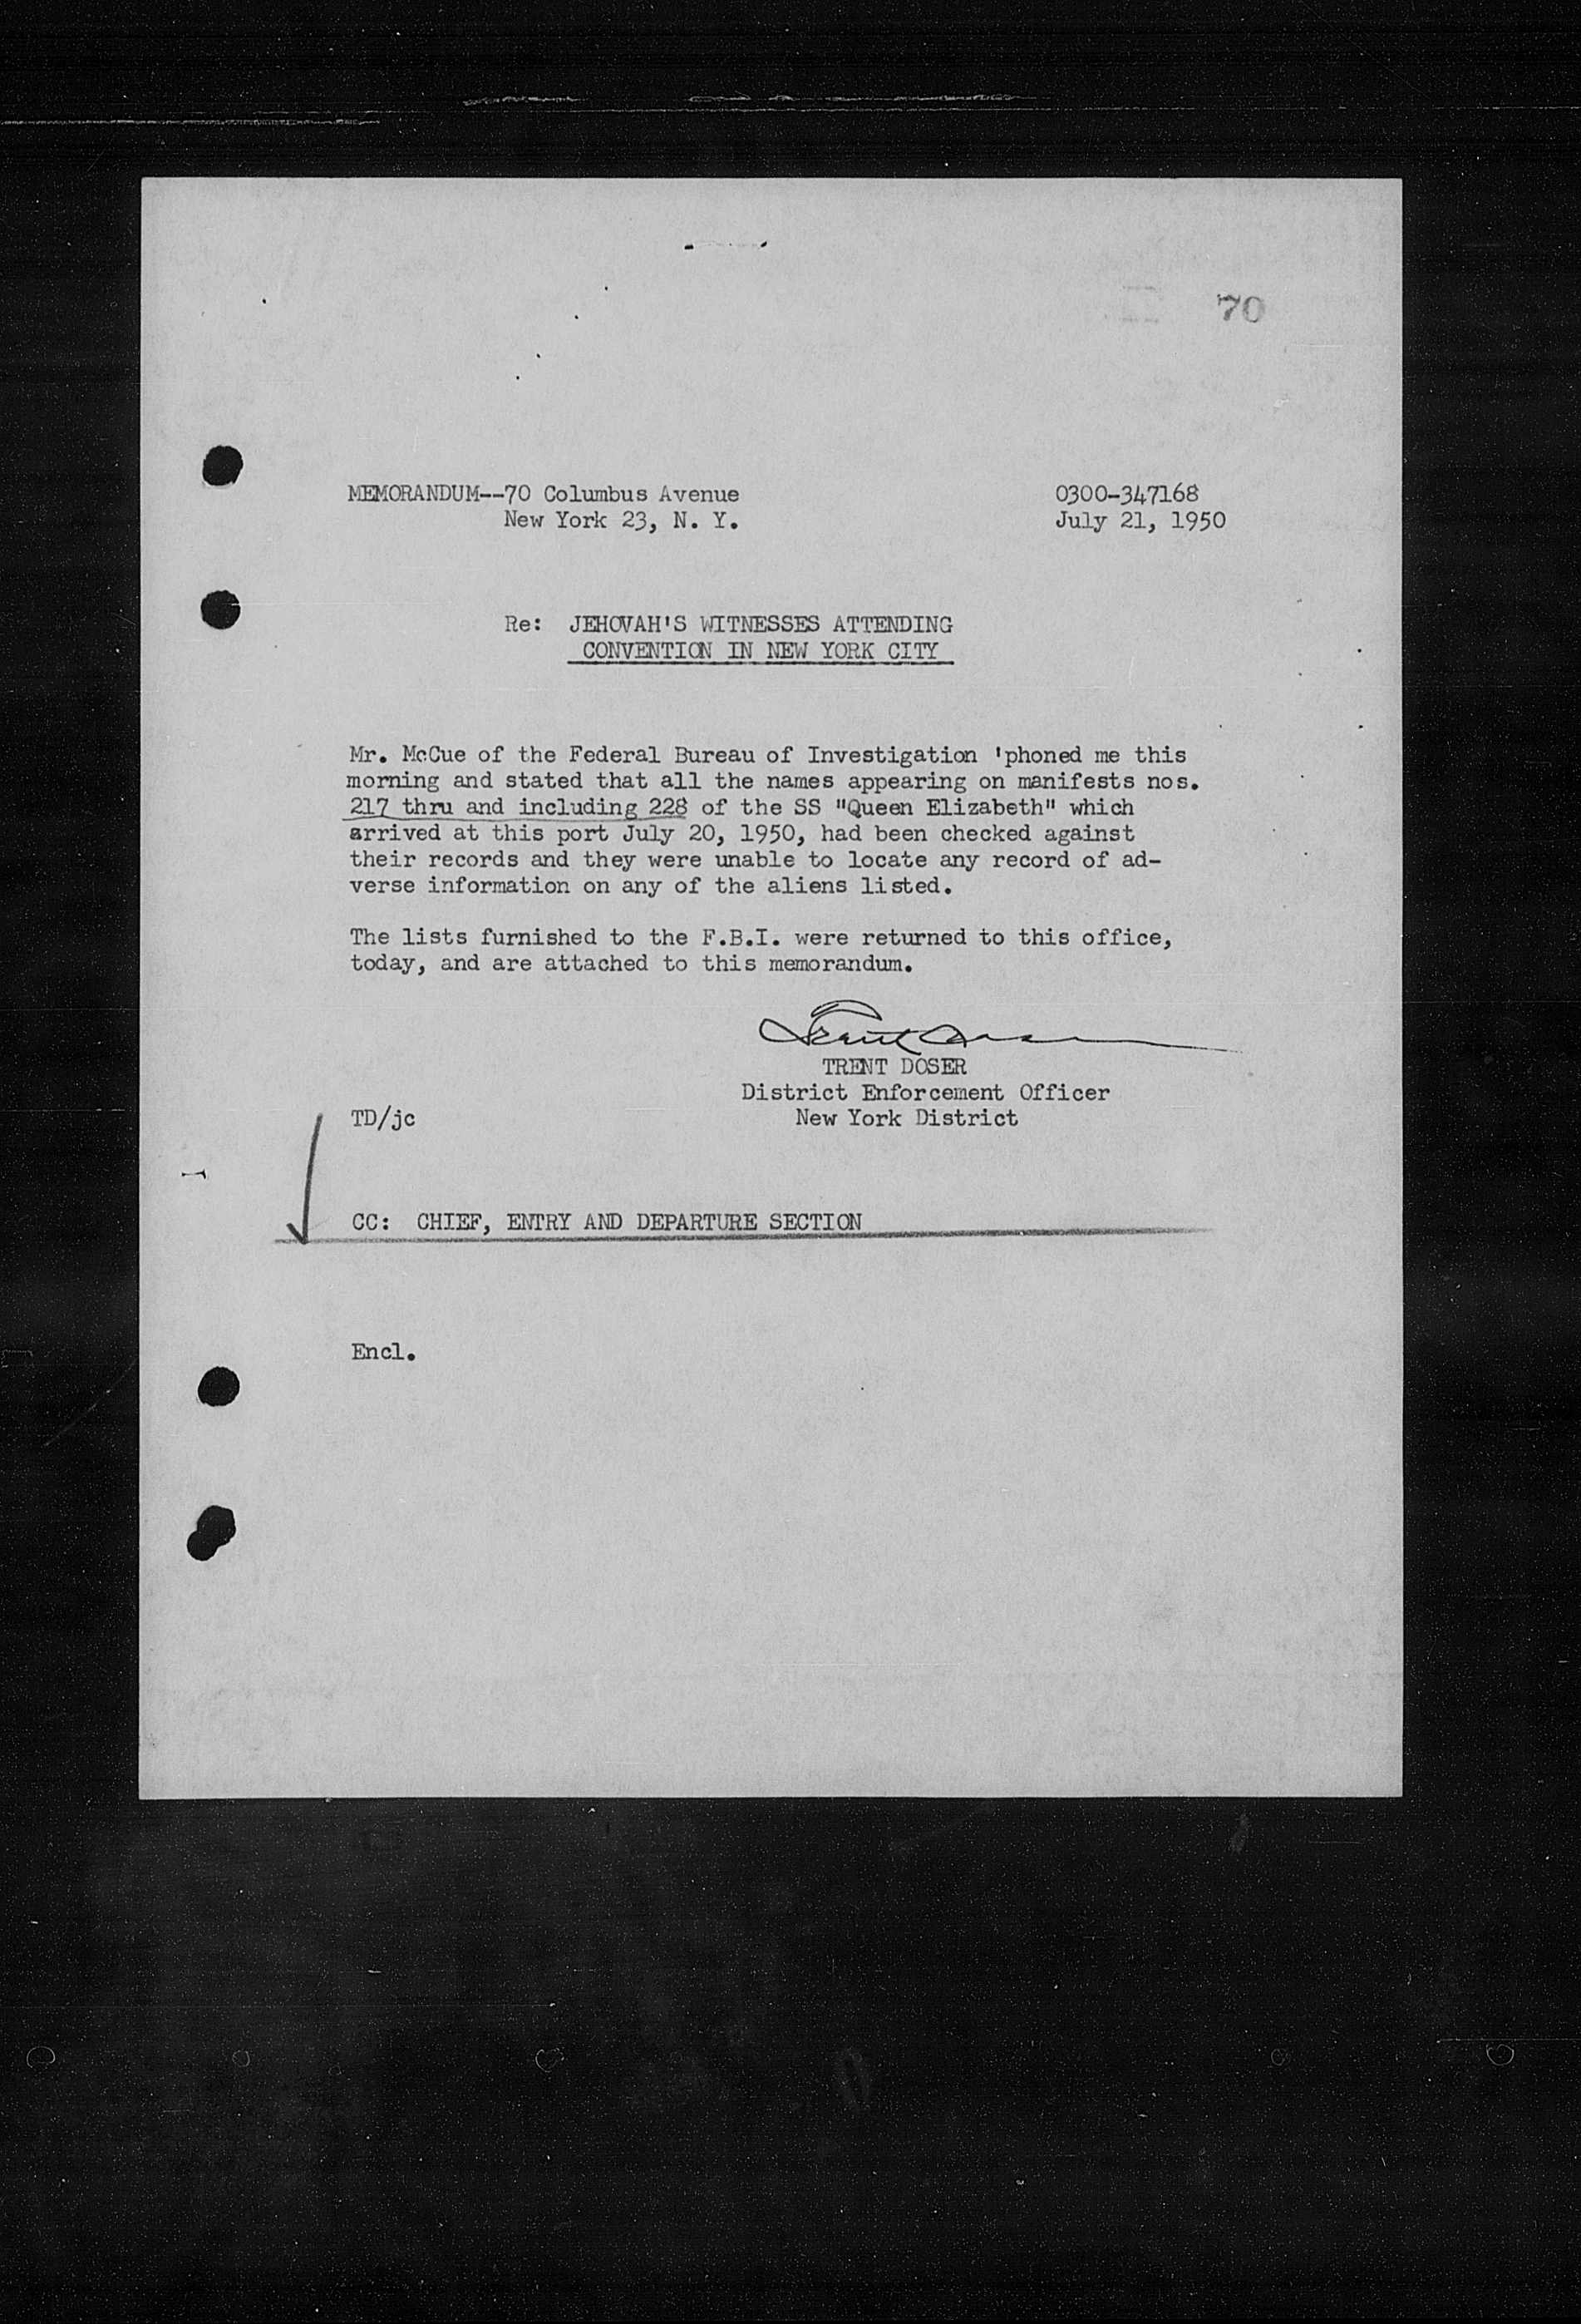 70
MEMORANDUM--70 Columbus Avenue 0300-347168
New York 23, N. Y. July 21, 1950
Re: JEHOVAH'S WITNESSES ATTENDING
CONVENTION IN NEW YORK CITY
Mr. McCue of the Federal Bureau of Investigation 'phoned me this
morning and stated that all the names appearing on manifests nos.
217 thru and including 228 of the SS "Queen Elizabeth" which
arrived at this port July 20, 1950, had been checked against
their records and they were unable to locate any record of ad-
verse information on any of the aliens listed.
The lists furnished to the F.B.I. were returned to this office,
today, and are attached to this memorandum.
Trent Doser
TRENT DOSER
District Enforcement Officer
TD/jc New York District
CC: CHIEF, ENTRY AND DEPARTURE SECTION
Encl.